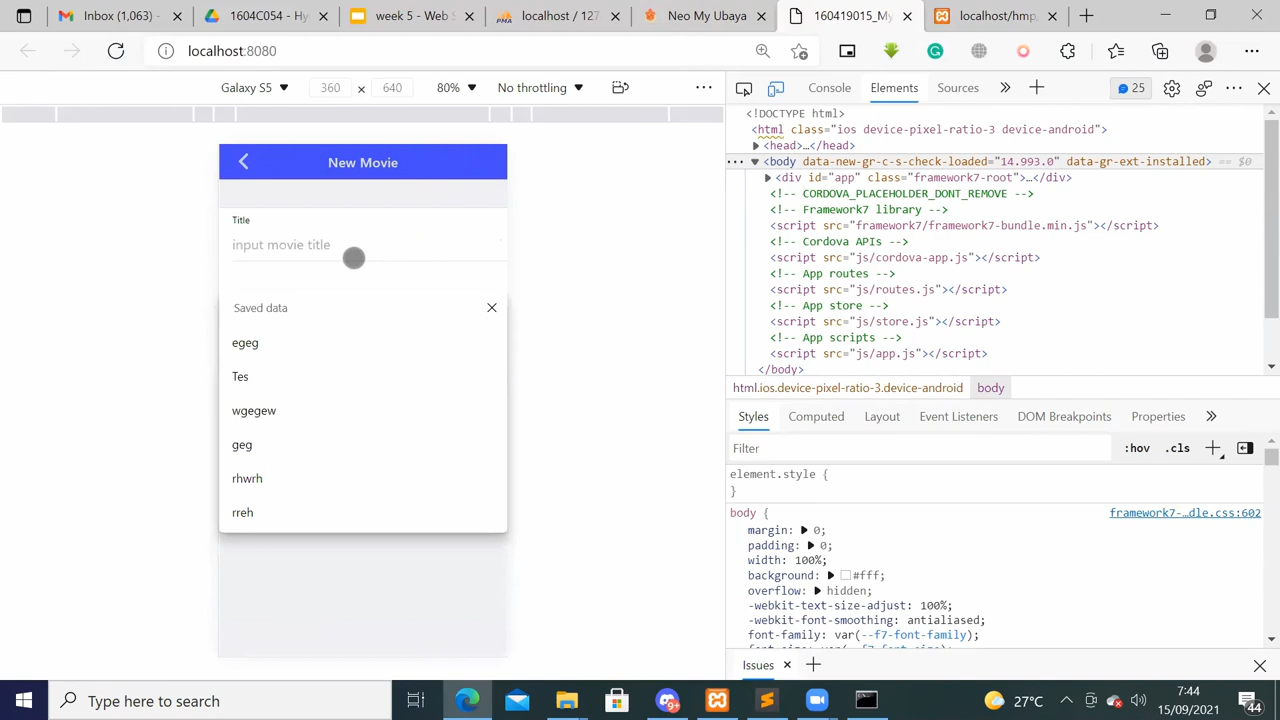 Inbox (1,063) -
1914C054 - Hy
week 5 - Web S
localhost / 127
Neo My Ubaya
160419015_My
localhost/hmp
localhost:8080
Galaxy S5
360
x
640
80%
No throttling
Console
Elements
Sources
25
New Movie
Title
input movie title
Saved data
egeg
Tes
wgegew
geg
rhwrh
rreh
<!DOCTYPE html>
<html class="ios device-pixel-ratio-3 device-android">
<head>…</head>
<body data-new-gr-c-s-check-loaded="14.993.0" data-gr-ext-installed> == $0
<div id="app" class="framework7-root">…</div>
<!-- CORDOVA_PLACEHOLDER_DONT_REMOVE -->
<!-- Framework7 library -->
<script src="framework7/framework7-bundle.min.js"></script>
<!-- Cordova APIs -->
<script src="js/cordova-app.js"></script>
<!-- App routes -->
<script src="js/routes.js"></script>
<!-- App store -->
<script src="js/store.js"></script>
<!-- App scripts -->
<script src="js/app.js"></script>
</body>
html.ios.device-pixel-ratio-3.device-android
body
Styles
Computed
Layout
Event Listeners
DOM Breakpoints
Properties
Filter
:hov
.cls
element.style {
}
body {
framework7-…dle.css:602
margin: 0;
padding: 0;
width: 100%;
background: #fff;
overflow: hidden;
-webkit-text-size-adjust: 100%;
-webkit-font-smoothing: antialiased;
font-family: var(--f7-font-family);
Issues
Type here to search
27°C
7:44
15/09/2021
44